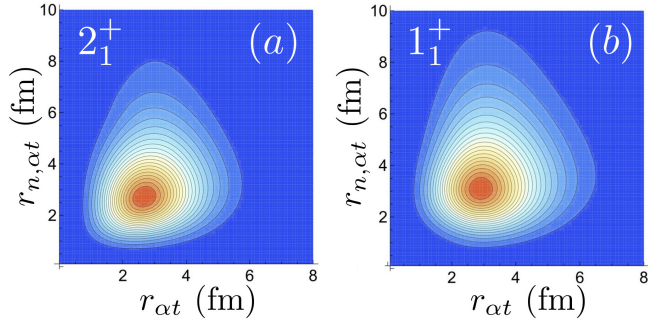 10
8
6
4
2
2 4 6 8
2₁⁺ (a)
r_{n,αt} (fm)
r_{αt} (fm)
10
8
6
4
2
2 4 6 8
1₁⁺ (b)
r_{n,αt} (fm)
r_{αt} (fm)